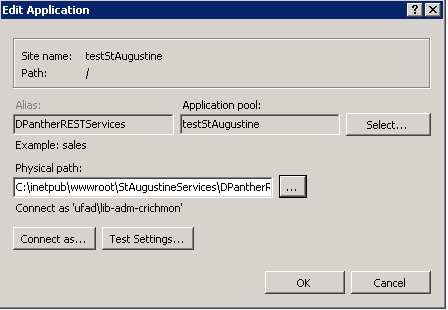 Edit Application
Site name: testStAugustine
Path: /
Alias: Application pool:
DPantherRESTServices testStAugustine Select...
Example: sales
Physical path:
C:\inetpub\wwwroot\StAugustineServices\DPantherR ...
Connect as 'ufad\lib-adm-crichmon'
Connect as... Test Settings...
OK Cancel